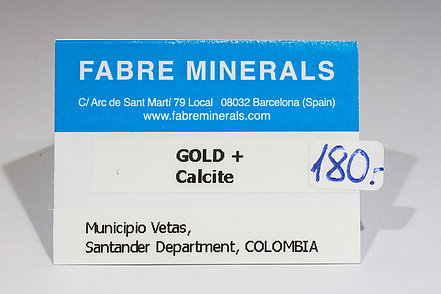 FABRE MINERALS
C/ Arc de Sant Martí 79 Local 08032 Barcelona (Spain)
www.fabreminerals.com
GOLD +
Calcite
180.-
Municipio Vetas,
Santander Department, COLOMBIA